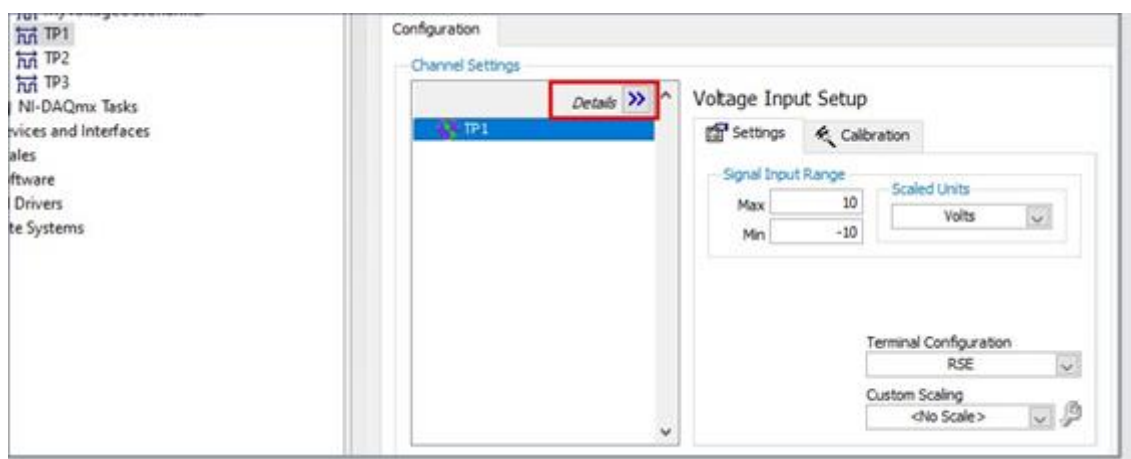 TP1
TP2
TP3
NI-DAQmx Tasks
evices and Interfaces
ales
ftware
Drivers
te Systems
Configuration
Channel Settings
Details
TP1
Voltage Input Setup
Settings
Calibration
Signal Input Range
Max 10
Min -10
Scaled Units
Volts
Terminal Configuration
RSE
Custom Scaling
<No Scale>